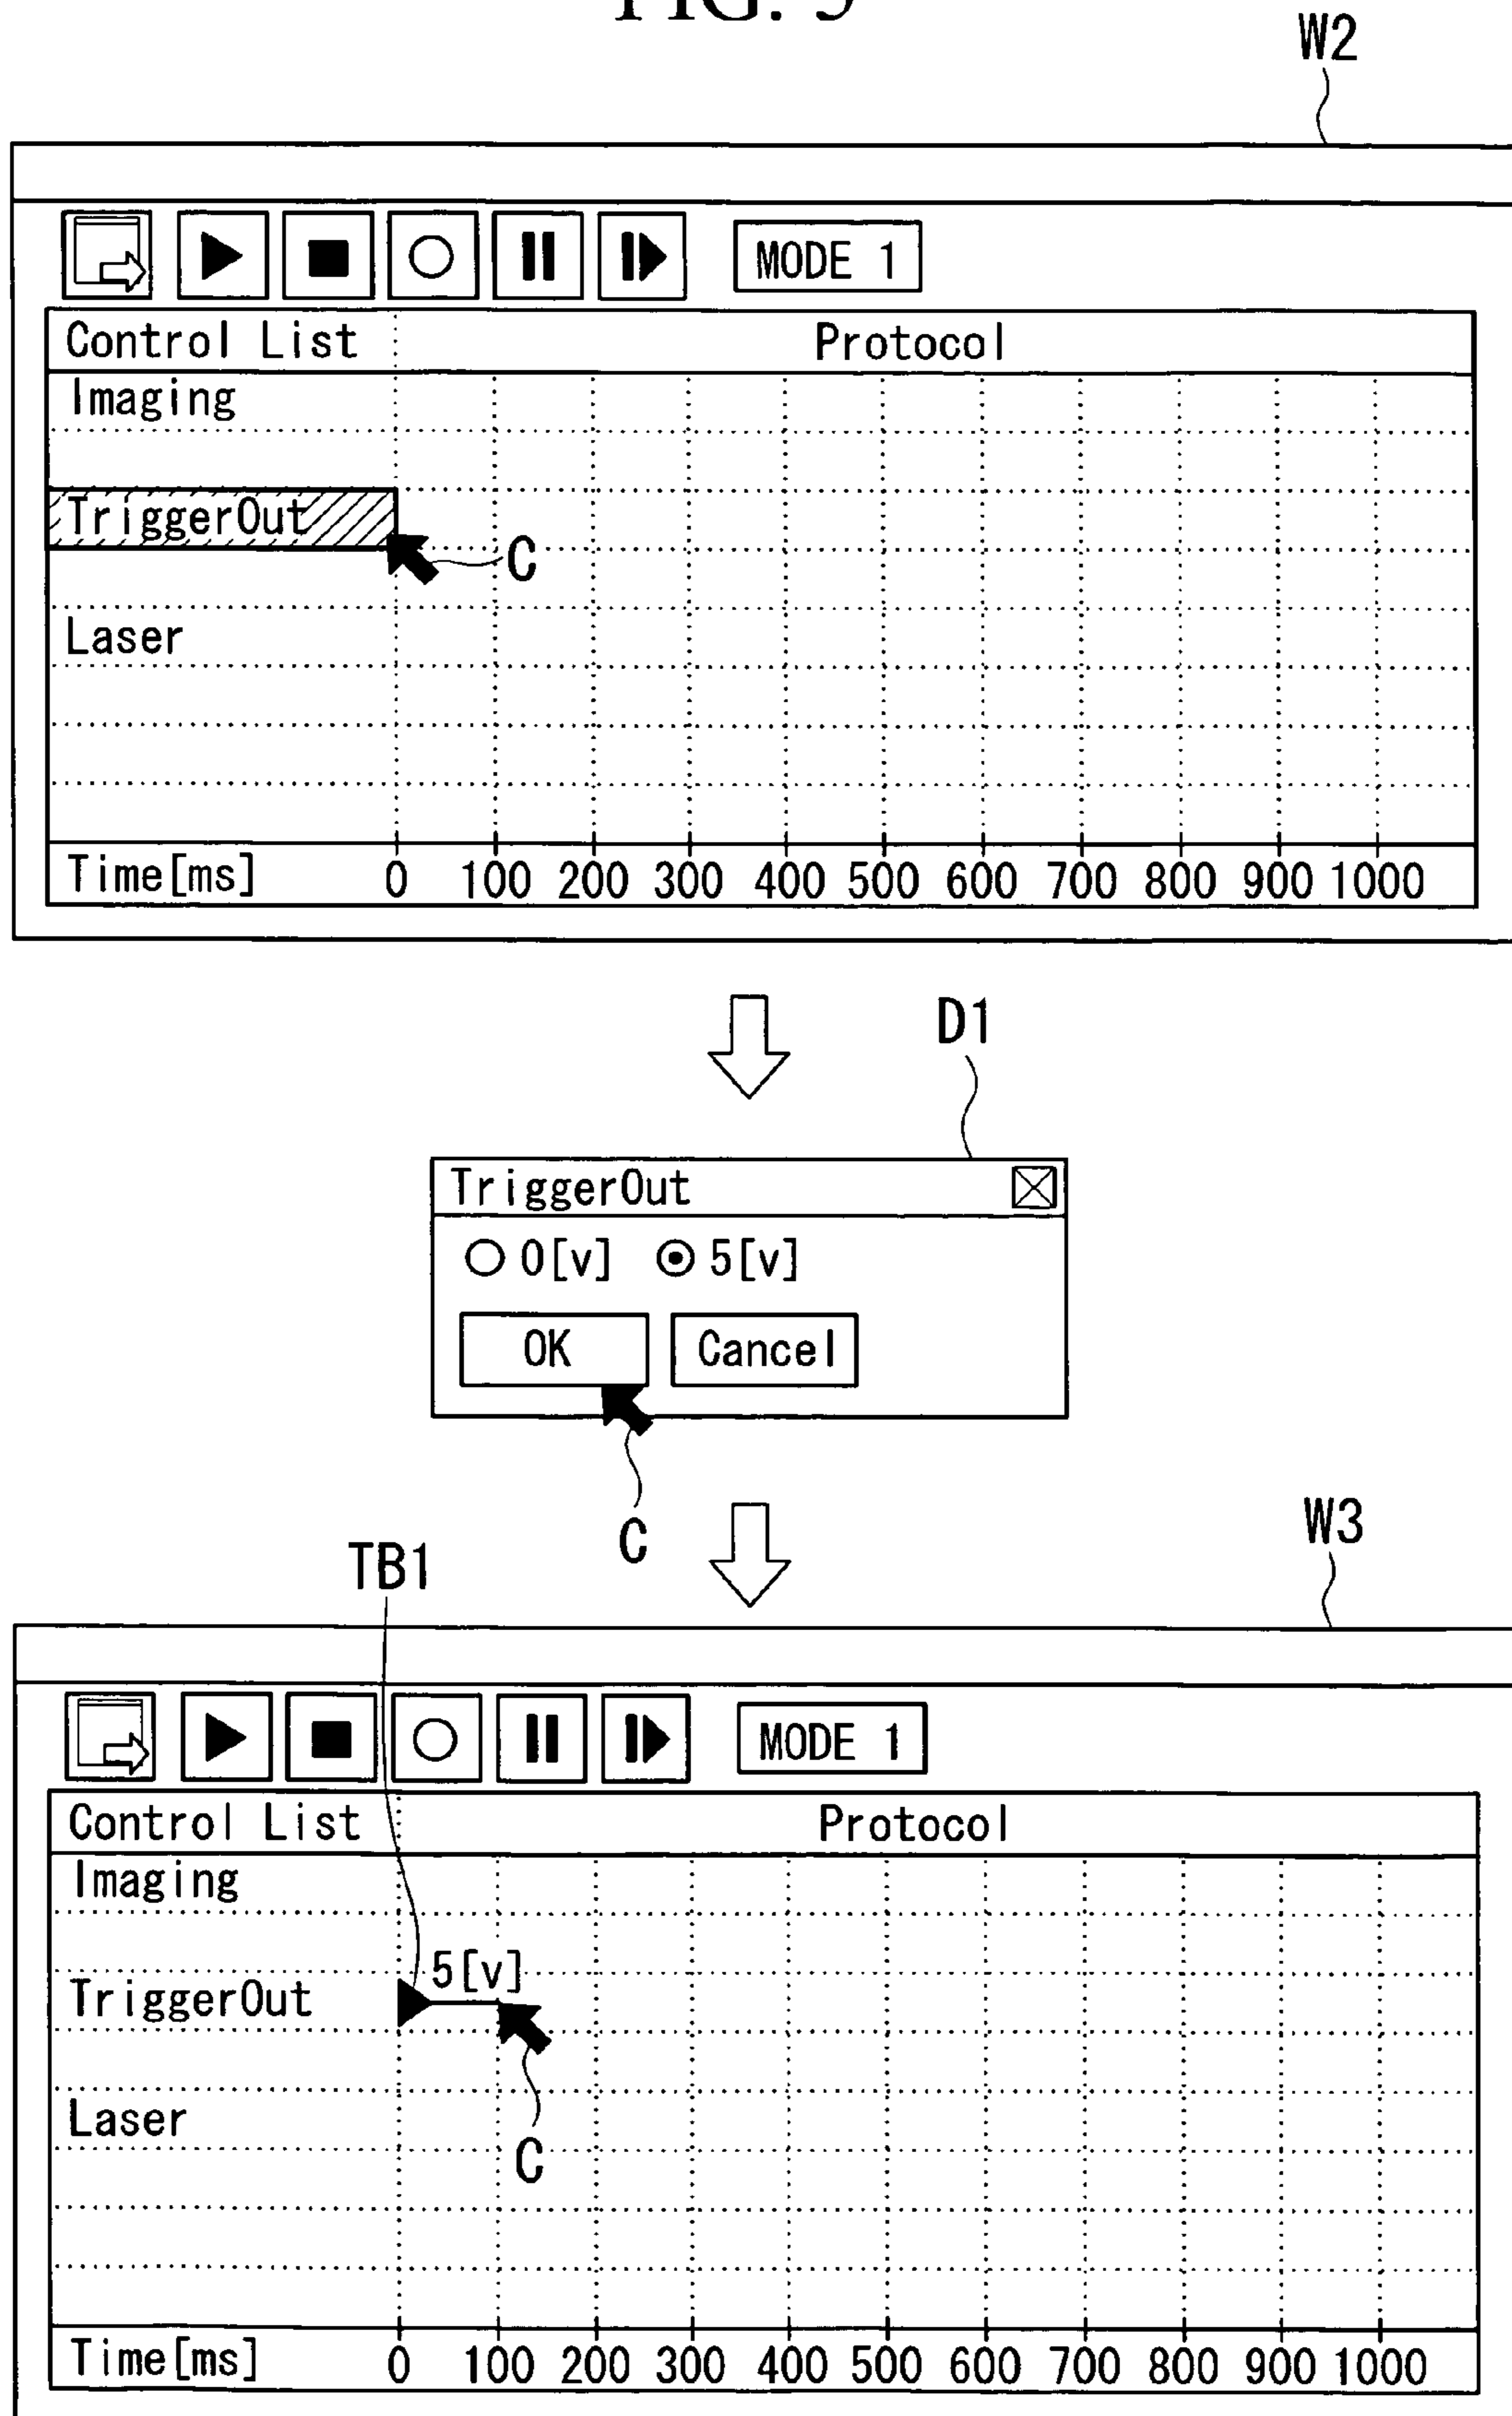 FIG. 5
W2
MODE 1
Control List Protocol
Imaging
TriggerOut
C
Laser
Time[ms] 0 100 200 300 400 500 600 700 800 900 1000
D1
TriggerOut
0[v] 5[v]
OK Cancel
C
W3
TB1
MODE 1
Control List Protocol
Imaging
5[v]
TriggerOut
Laser
C
Time[ms] 0 100 200 300 400 500 600 700 800 900 1000